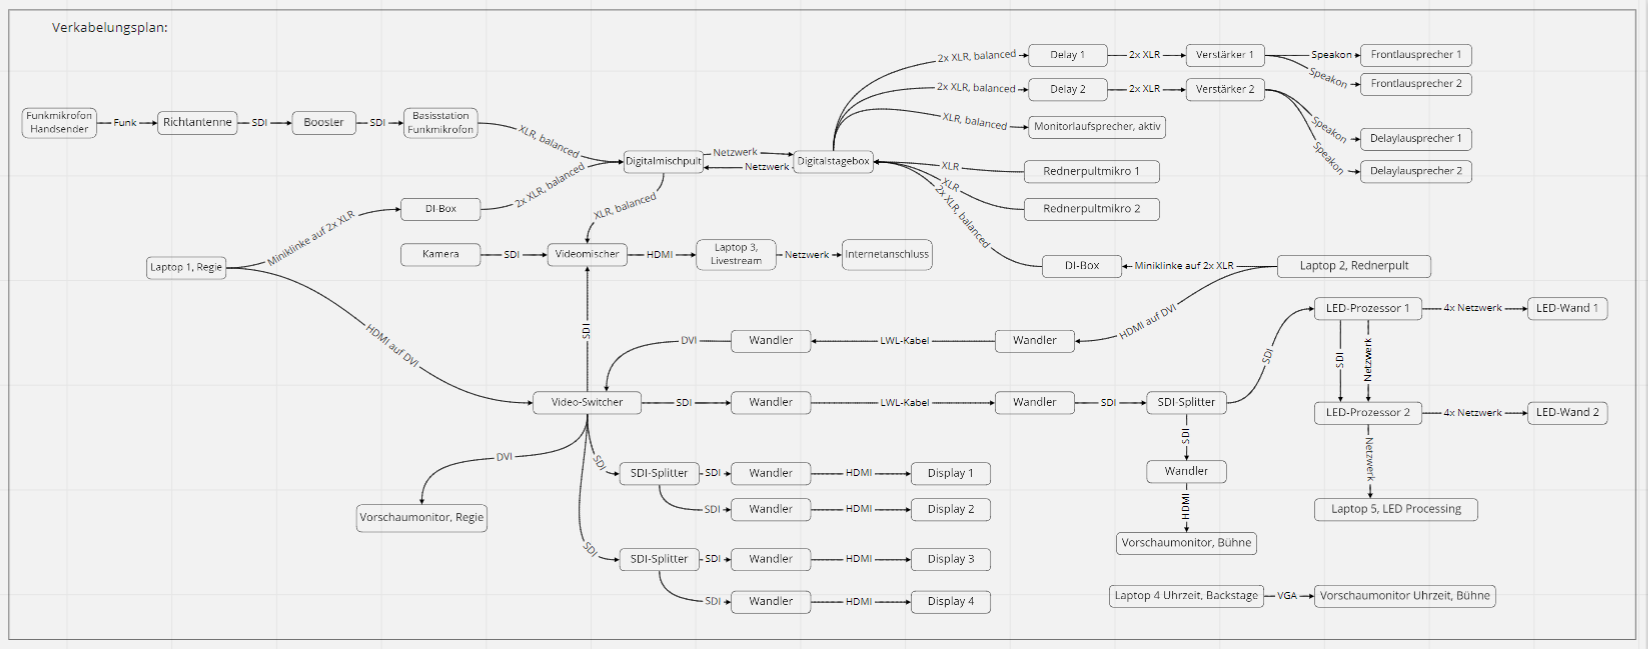 Verkabelungsplan:
2x XLR, balanced
Delay 1
2x XLR
Verstärker 1
Speakon
Frontlausprecher 1
Speakon
Frontlausprecher 2
2x XLR, balanced
Delay 2
2x XLR
Verstärker 2
Speakon
Delaylausprecher 1
Speakon
Delaylausprecher 2
XLR, balanced
Monitorlaufsprecher, aktiv
Funkmikrofon
Handsender
Funk
Richtantenne
SDI
Booster
SDI
Basisstation
Funkmikrofon
XLR, balanced
Digitalmischpult
Netzwerk
Netzwerk
Digitalstagebox
XLR
Rednerpultmikro 1
XLR
Rednerpultmikro 2
2x XLR, balanced
DI-Box
2x XLR, balanced
XLR, balanced
Miniklinke auf 2x XLR
Kamera
SDI
Videomischer
HDMI
Laptop 3,
Livestream
Netzwerk
Internetanschluss
Laptop 1, Regie
DI-Box
Miniklinke auf 2x XLR
Laptop 2, Rednerpult
HDMI auf DVI
HDMI auf DVI
SDI
DVI
Wandler
LWL-Kabel
Wandler
SDI
LED-Prozessor 1
4x Netzwerk
LED-Wand 1
SDI
Netzwerk
Video-Switcher
SDI
Wandler
LWL-Kabel
Wandler
SDI
SDI-Splitter
LED-Prozessor 2
4x Netzwerk
LED-Wand 2
SDI
Netzwerk
DVI
SDI
SDI-Splitter
SDI
Wandler
HDMI
Display 1
Wandler
SDI
Wandler
HDMI
Display 2
HDMI
Laptop 5, LED Processing
Vorschaumonitor, Regie
Vorschaumonitor, Bühne
SDI
SDI-Splitter
SDI
Wandler
HDMI
Display 3
SDI
Wandler
HDMI
Display 4
Laptop 4 Uhrzeit, Backstage
VGA
Vorschaumonitor Uhrzeit, Bühne